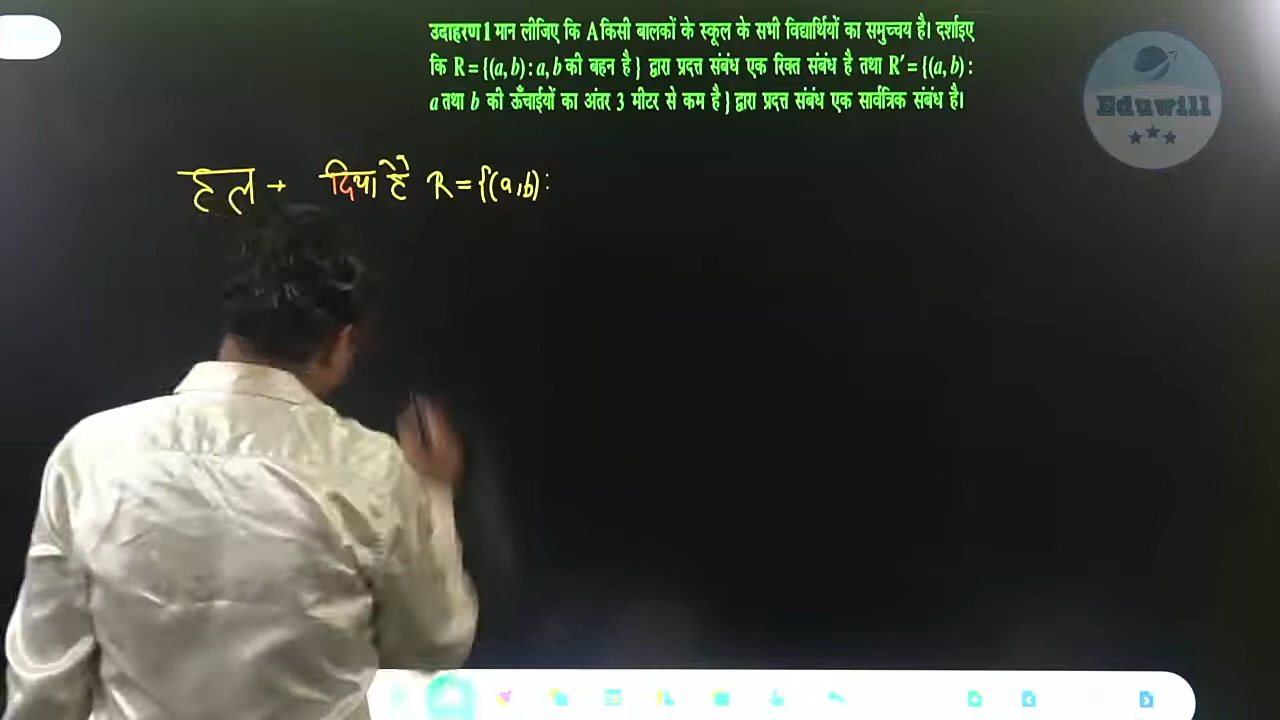 उदाहरण 1 मान लीजिए कि A किसी बालकों के स्कूल के सभी विद्यार्थियों का समुच्चय है। दर्शाइए
कि R = {(a, b) : a, b की बहन है } द्वारा प्रदत्त संबंध एक रिक्त संबंध है तथा R′ = {(a, b) :
a तथा b की ऊँचाईयों का अंतर 3 मीटर से कम है } द्वारा प्रदत्त संबंध एक सार्वत्रिक संबंध है।
Eduwill
हल → दिया है R = {(a, b) :